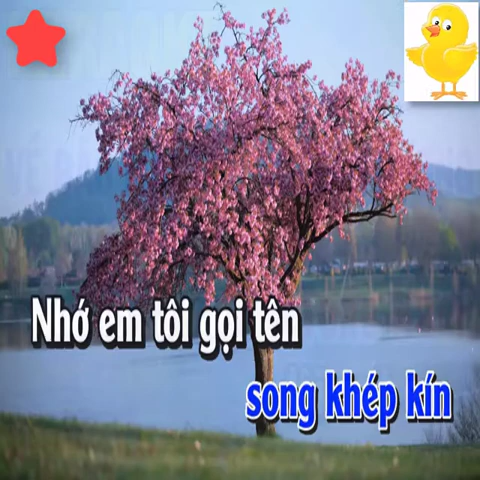 Nhớ em tôi gọi tên
song khép kín